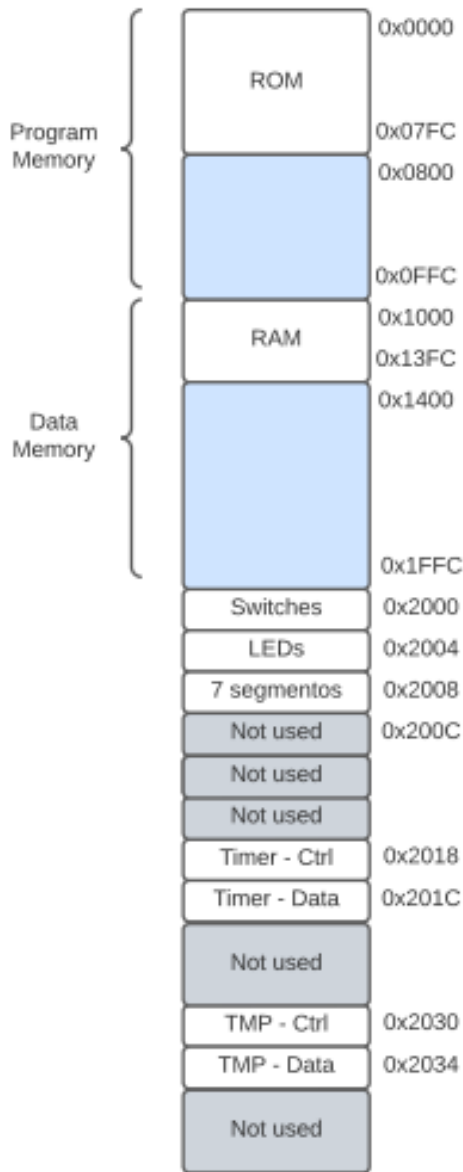 0x0000
ROM
Program
Memory
0x07FC
0x0800
0x0FFC
0x1000
RAM
0x13FC
0x1400
Data
Memory
0x1FFC
Switches 0x2000
LEDs 0x2004
7 segmentos 0x2008
Not used 0x200C
Not used
Not used
Timer - Ctrl 0x2018
Timer - Data 0x201C
Not used
TMP - Ctrl 0x2030
TMP - Data 0x2034
Not used